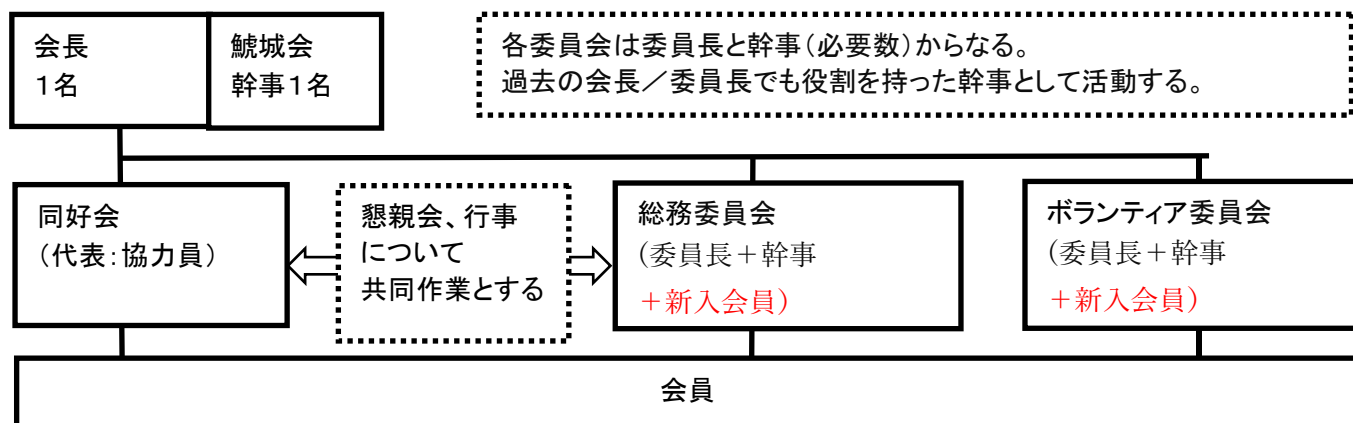 会長
1名
鯱城会
幹事1名
各委員会は委員長と幹事(必要数)からなる。
過去の会長/委員長でも役割を持った幹事として活動する。
同好会
(代表:協力員)
懇親会、行事
について
共同作業とする
総務委員会
(委員長+幹事
+新入会員)
ボランティア委員会
(委員長+幹事
+新入会員)
会員